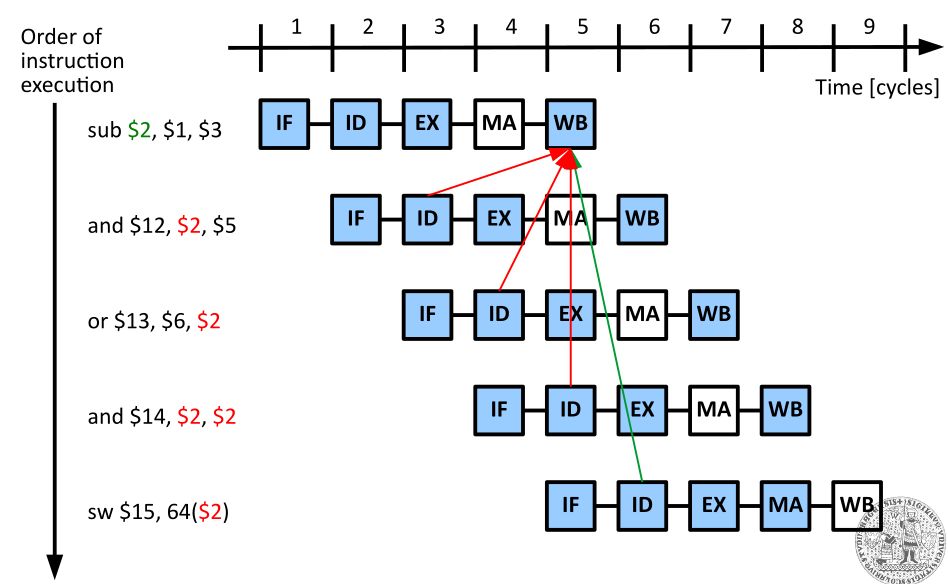 1 2 3 4 5 6 7 8 9
Order of
instruction
execution
Time [cycles]
sub $2, $1, $3
IF ID EX MA WB
and $12, $2, $5
IF ID EX MA WB
or $13, $6, $2
IF ID EX MA WB
and $14, $2, $2
IF ID EX MA WB
sw $15, 64($2)
IF ID EX MA WB